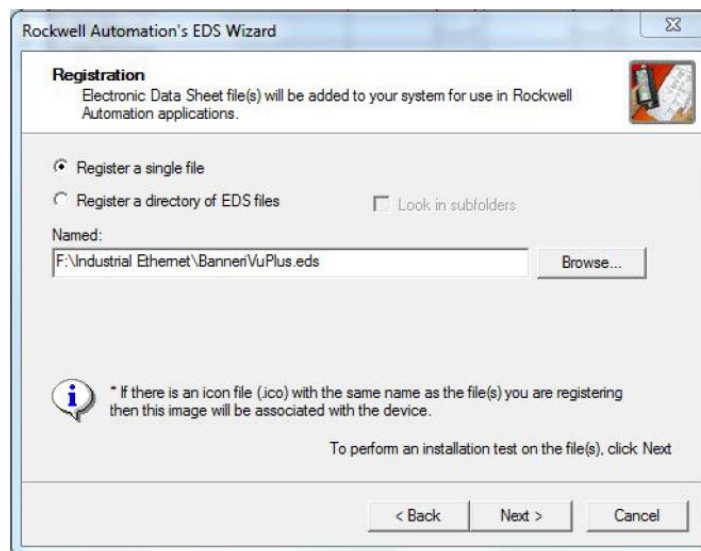 Rockwell Automation's EDS Wizard
Registration
Electronic Data Sheet file(s) will be added to your system for use in Rockwell
Automation applications.
Register a single file
Register a directory of EDS files
Look in subfolders
Named:
F:\Industrial Ethernet\BanneriVuPlus.eds
Browse...
* If there is an icon file (.ico) with the same name as the file(s) you are registering
then this image will be associated with the device.
To perform an installation test on the file(s), click Next
< Back
Next >
Cancel